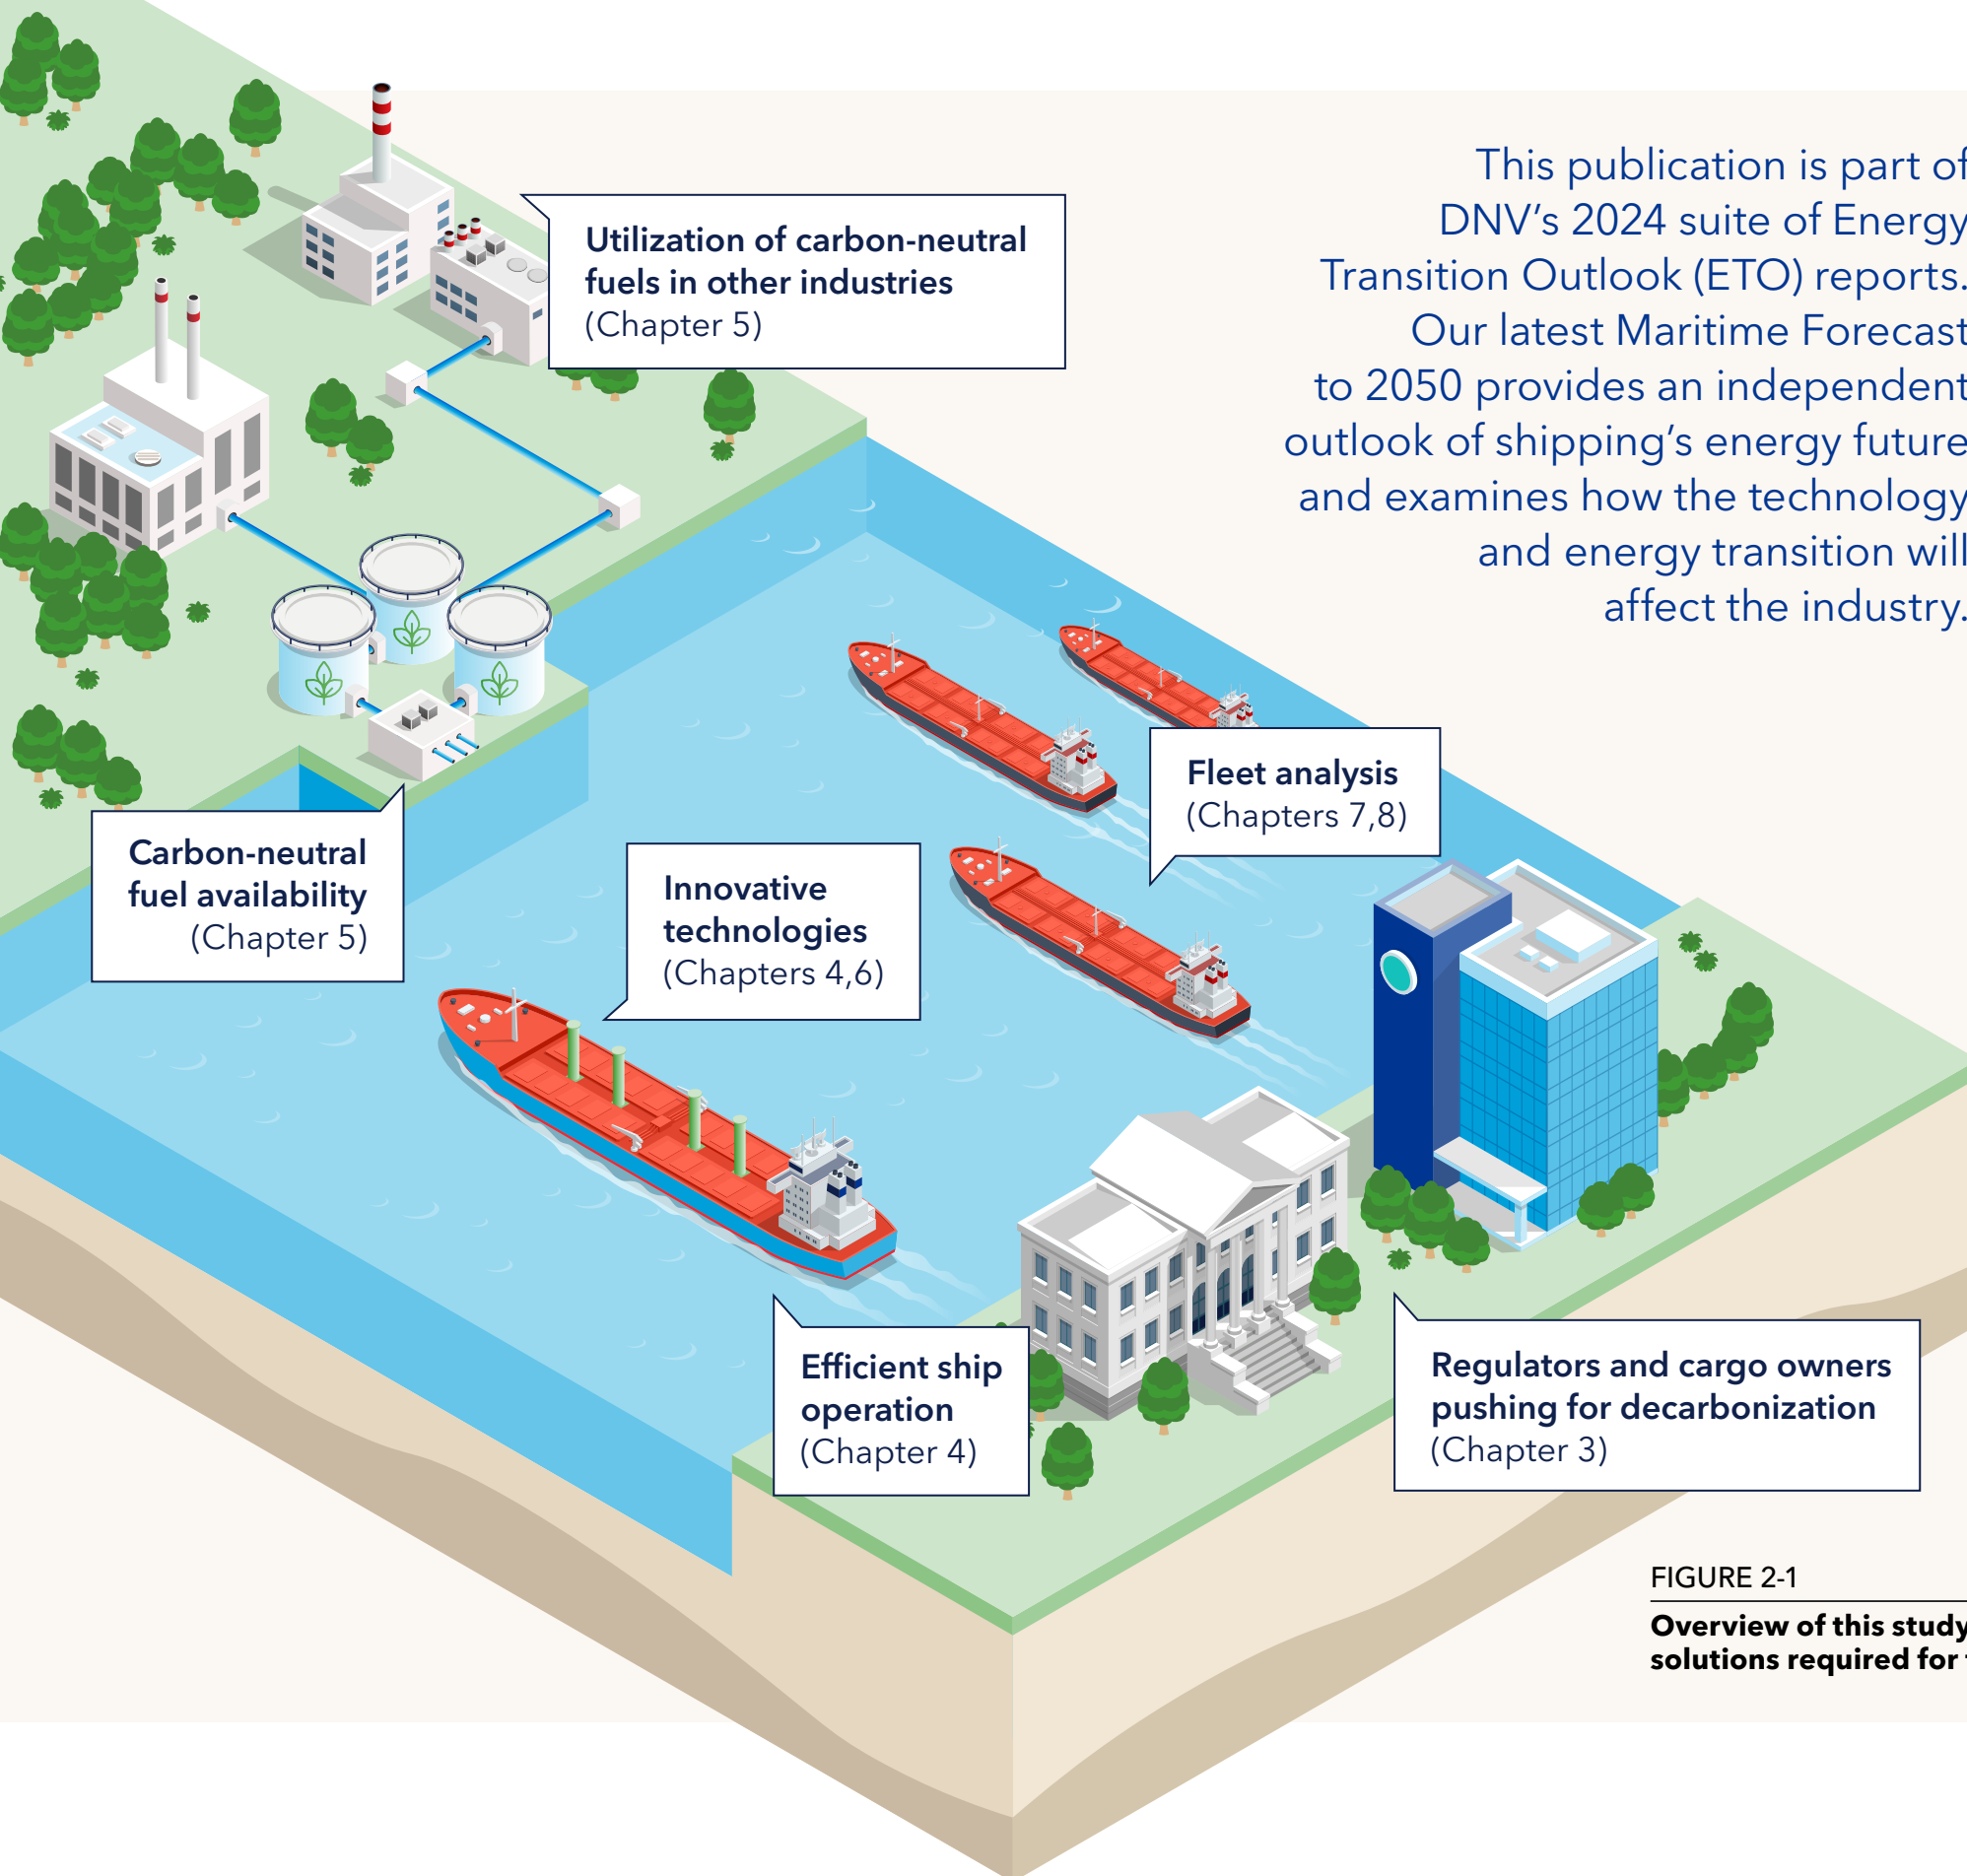 This publication is part of
DNV’s 2024 suite of Energy
Transition Outlook (ETO) reports.
Our latest Maritime Forecast
to 2050 provides an independent
outlook of shipping’s energy future
and examines how the technology
and energy transition will
affect the industry.
Utilization of carbon-neutral
fuels in other industries
(Chapter 5)
Fleet analysis
(Chapters 7,8)
Carbon-neutral
fuel availability
(Chapter 5)
Innovative
technologies
(Chapters 4,6)
Efficient ship
operation
(Chapter 4)
Regulators and cargo owners
pushing for decarbonization
(Chapter 3)
FIGURE 2-1
Overview of this study
solutions required for